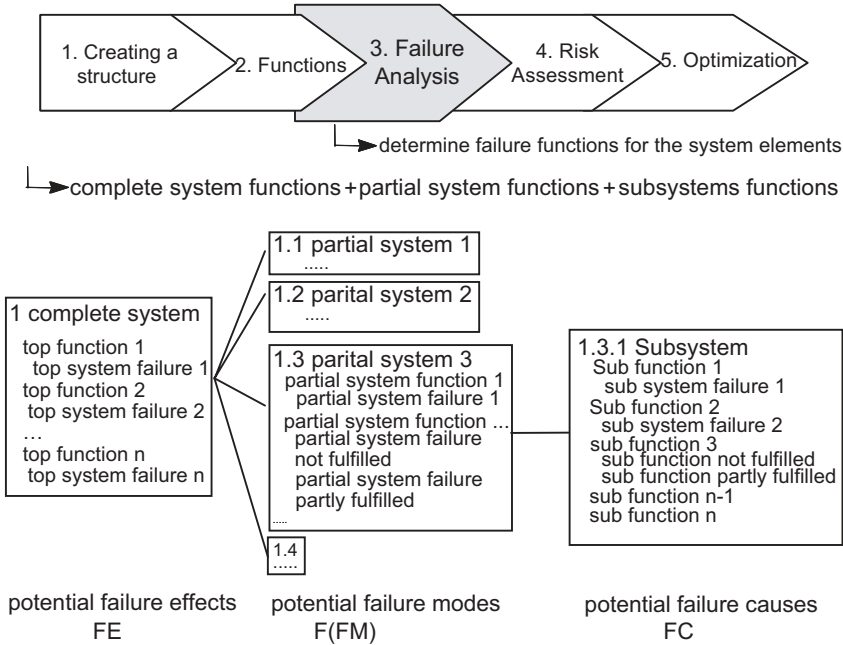 1. Creating a
structure
2. Functions
3. Failure
Analysis
4. Risk
Assessment
5. Optimization
determine failure functions for the system elements
complete system functions+partial system functions+subsystems functions
1 complete system
top function 1
top system failure 1
top function 2
top system failure 2
...
top function n
top system failure n
1.1 partial system 1
.....
1.2 parital system 2
.....
1.3 parital system 3
partial system function 1
partial system failure 1
partial system function ...
partial system failure
not fulfilled
partial system failure
partly fulfilled
.....
1.4
.....
1.3.1 Subsystem
Sub function 1
sub system failure 1
Sub function 2
sub system failure 2
sub function 3
sub function not fulfilled
sub function partly fulfilled
sub function n-1
sub function n
potential failure effects
FE
potential failure modes
F(FM)
potential failure causes
FC